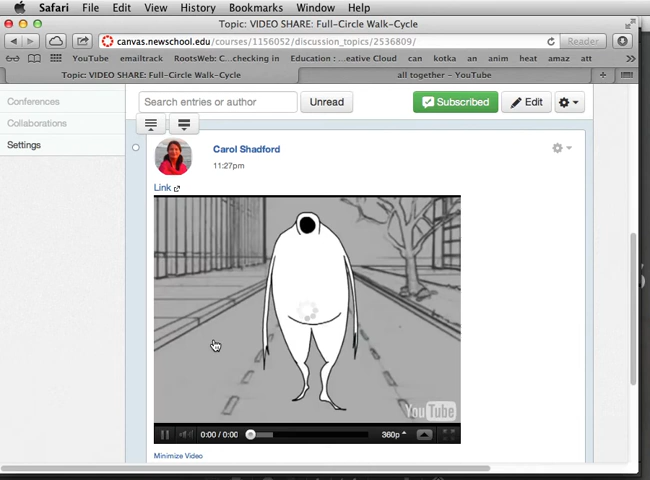 Safari File Edit View History Bookmarks Window Help
Topic: VIDEO SHARE: Full-Circle Walk-Cycle
canvas.newschool.edu/courses/1156052/discussion_topics/2536809/
Reader
YouTube emailtrack RootsWeb: C...checking in Education : ...eative Cloud can kotka an anim heat amaz att
Topic: VIDEO SHARE: Full-Circle Walk-Cycle
all together – YouTube
Conferences
Search entries or author
Unread
Subscribed
Edit
Collaborations
Settings
Carol Shadford
11:27pm
Link
YouTube
0:00 / 0:00
360p
Minimize Video